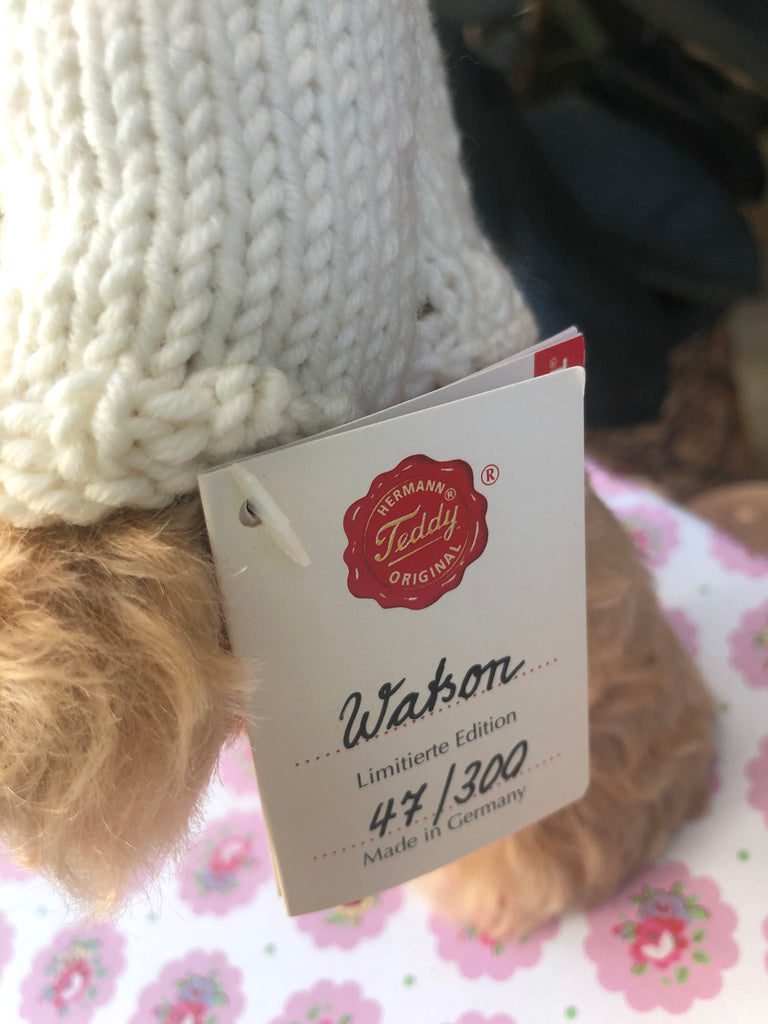 HERMANN®
Teddy
ORIGINAL
®
Watson
Limitierte Edition
47/300
Made in Germany